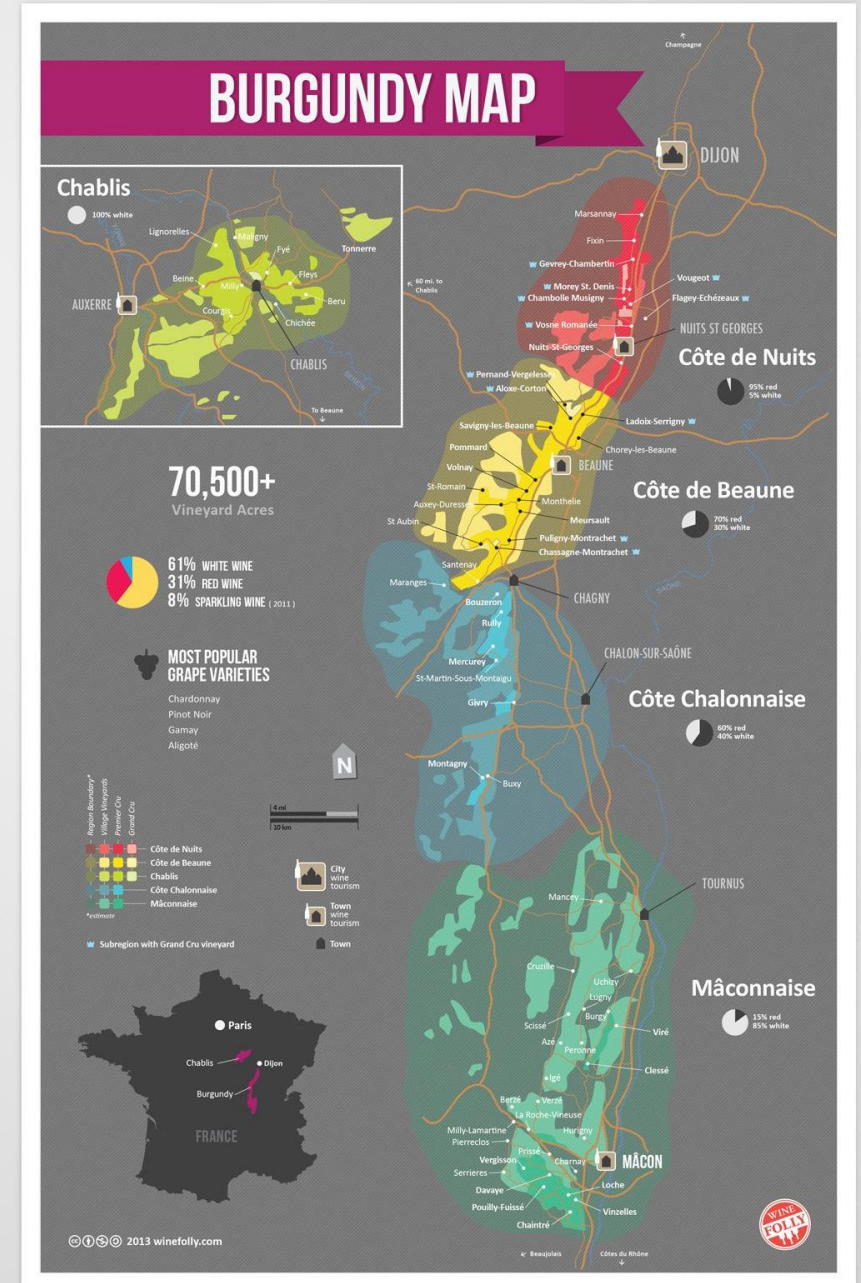 Champagne
BURGUNDY MAP
DIJON
Chablis
100% white
Lignorelles
Maligny
Fyé
Tonnerre
Beine
Milly
Fleys
Beru
AUXERRE
Courgis
Chichée
CHABLIS
YONNE
SEREIN
To Beaune
60 mi. to
Chablis
Marsannay
Fixin
Gevrey-Chambertin
Morey St. Denis
Vougeot
Chambolle Musigny
Flagey-Echézeaux
Vosne Romanée
NUITS ST GEORGES
Nuits-St-Georges
Côte de Nuits
95% red
5% white
Pernand-Vergelesses
Aloxe-Corton
Ladoix-Serrigny
Savigny-les-Beaune
Chorey-les-Beaune
Pommard
BEAUNE
Volnay
St-Romain
Côte de Beaune
70% red
30% white
Auxey-Duresses
Monthelie
St Aubin
Meursault
Puligny-Montrachet
Chassagne-Montrachet
Santenay
Maranges
CHAGNY
SAÔNE
Bouzeron
Rully
Mercurey
St-Martin-Sous-Montaigu
CHALON-SUR-SAÔNE
Givry
Côte Chalonnaise
60% red
40% white
Montagny
Buxy
70,500+
Vineyard Acres
61% WHITE WINE
31% RED WINE
8% SPARKLING WINE (2011)
MOST POPULAR
GRAPE VARIETIES
Chardonnay
Pinot Noir
Gamay
Aligoté
N
4 mi
10 km
Region Boundary*
Village Vineyards
Premier Cru
Grand Cru
Côte de Nuits
Côte de Beaune
Chablis
Côte Chalonnaise
Mâconnaise
*estimate
Subregion with Grand Cru vineyard
City
wine
tourism
Town
wine
tourism
Town
Mancey
TOURNUS
Cruzille
Uchizy
Lugny
Burgy
Scissé
Viré
Azé
Peronne
Clessé
Igé
Mâconnaise
15% red
85% white
Berzé
Verzé
La Roche-Vineuse
Milly-Lamartine
Hurigny
Pierreclos
Prissé
Vergisson
Charnay
MÂCON
Serrieres
Davaye
Loche
Pouilly-Fuissé
Vinzelles
Chaintré
Paris
Chablis
Dijon
Burgundy
FRANCE
2013 winefolly.com
Beaujolais
Côtes du Rhône
WINE
FOLLY